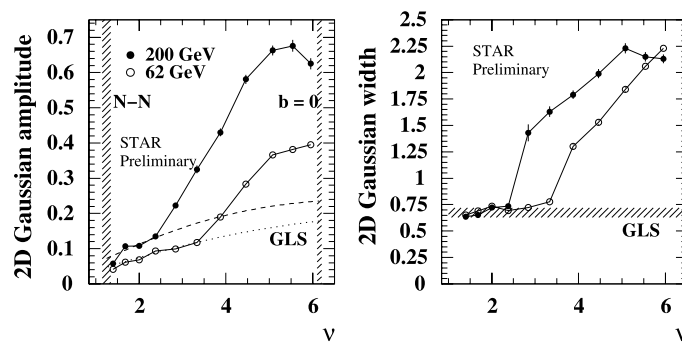 2D Gaussian amplitude
0.7
0.6
0.5
0.4
0.3
0.2
0.1
0
200 GeV
62 GeV
N−N
b = 0
STAR
Preliminary
GLS
2
4
6
ν
2D Gaussian width
2.5
2.25
2
1.75
1.5
1.25
1
0.75
0.5
0.25
0
STAR
Preliminary
GLS
2
4
6
ν